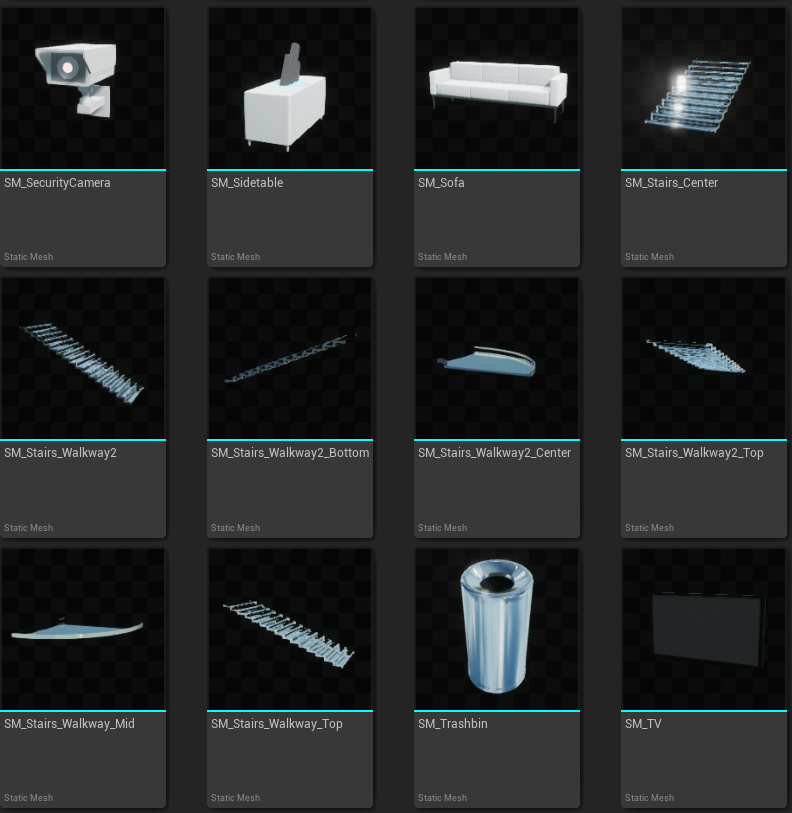 SM_SecurityCamera
Static Mesh
SM_Sidetable
Static Mesh
SM_Sofa
Static Mesh
SM_Stairs_Center
Static Mesh
SM_Stairs_Walkway2
Static Mesh
SM_Stairs_Walkway2_Bottom
Static Mesh
SM_Stairs_Walkway2_Center
Static Mesh
SM_Stairs_Walkway2_Top
Static Mesh
SM_Stairs_Walkway_Mid
Static Mesh
SM_Stairs_Walkway_Top
Static Mesh
SM_Trashbin
Static Mesh
SM_TV
Static Mesh